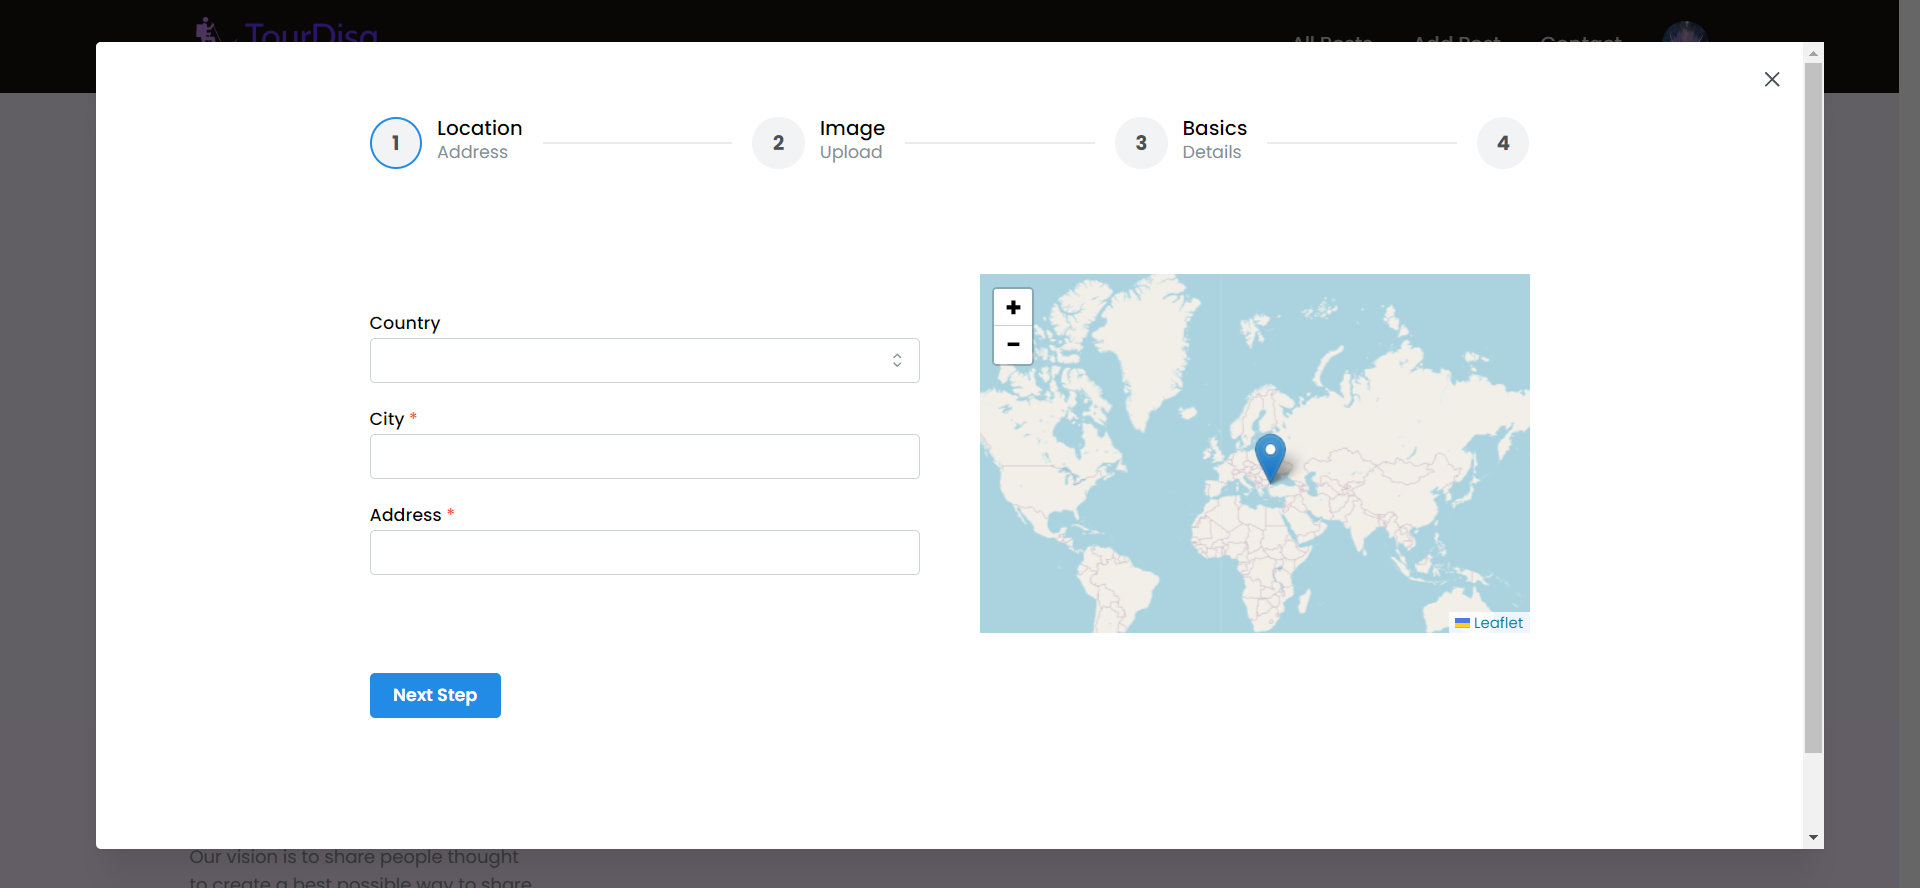 TourDisa
All Posts
Add Post
Contact
1
Location
Address
2
Image
Upload
3
Basics
Details
4
Country
City *
Address *
+
−
Leaflet
Next Step
Our vision is to share people thought
to create a best possible way to share